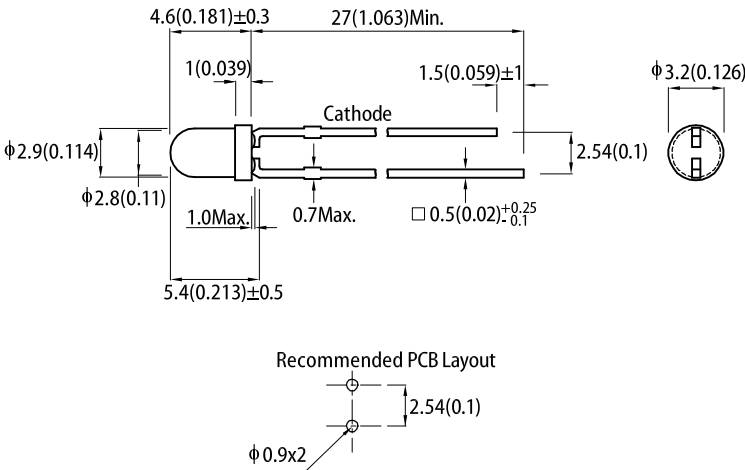 4.6(0.181)±0.3
27(1.063)Min.
1(0.039)
1.5(0.059)±1
ϕ3.2(0.126)
Cathode
ϕ2.9(0.114)
2.54(0.1)
ϕ2.8(0.11)
1.0Max.
0.7Max.
□ 0.5(0.02)+0.25
-0.1
5.4(0.213)±0.5
Recommended PCB Layout
2.54(0.1)
ϕ0.9x2